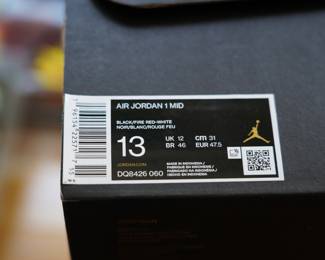 AIR JORDAN 1 MID
BLACK/FIRE RED-WHITE
NOIR/BLANC/ROUGE FEU
13
UK 12
cm 31
BR 46
EUR 47.5
JORDAN.COM
DQ8426 060
MADE IN INDONESIA /
FABRIQUÉ EN INDONÉSIE /
HECHO EN INDONESIA